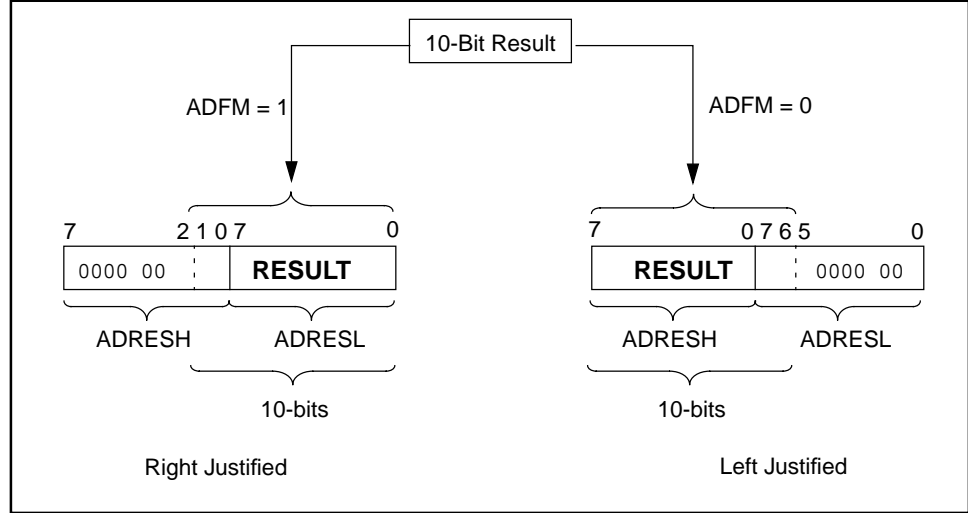 10-Bit Result
ADFM = 1
ADFM = 0
7 2 1 0 7 0
7 0 7 6 5 0
0000 00 RESULT
RESULT 0000 00
ADRESH ADRESL
ADRESH ADRESL
10-bits
10-bits
Right Justified
Left Justified